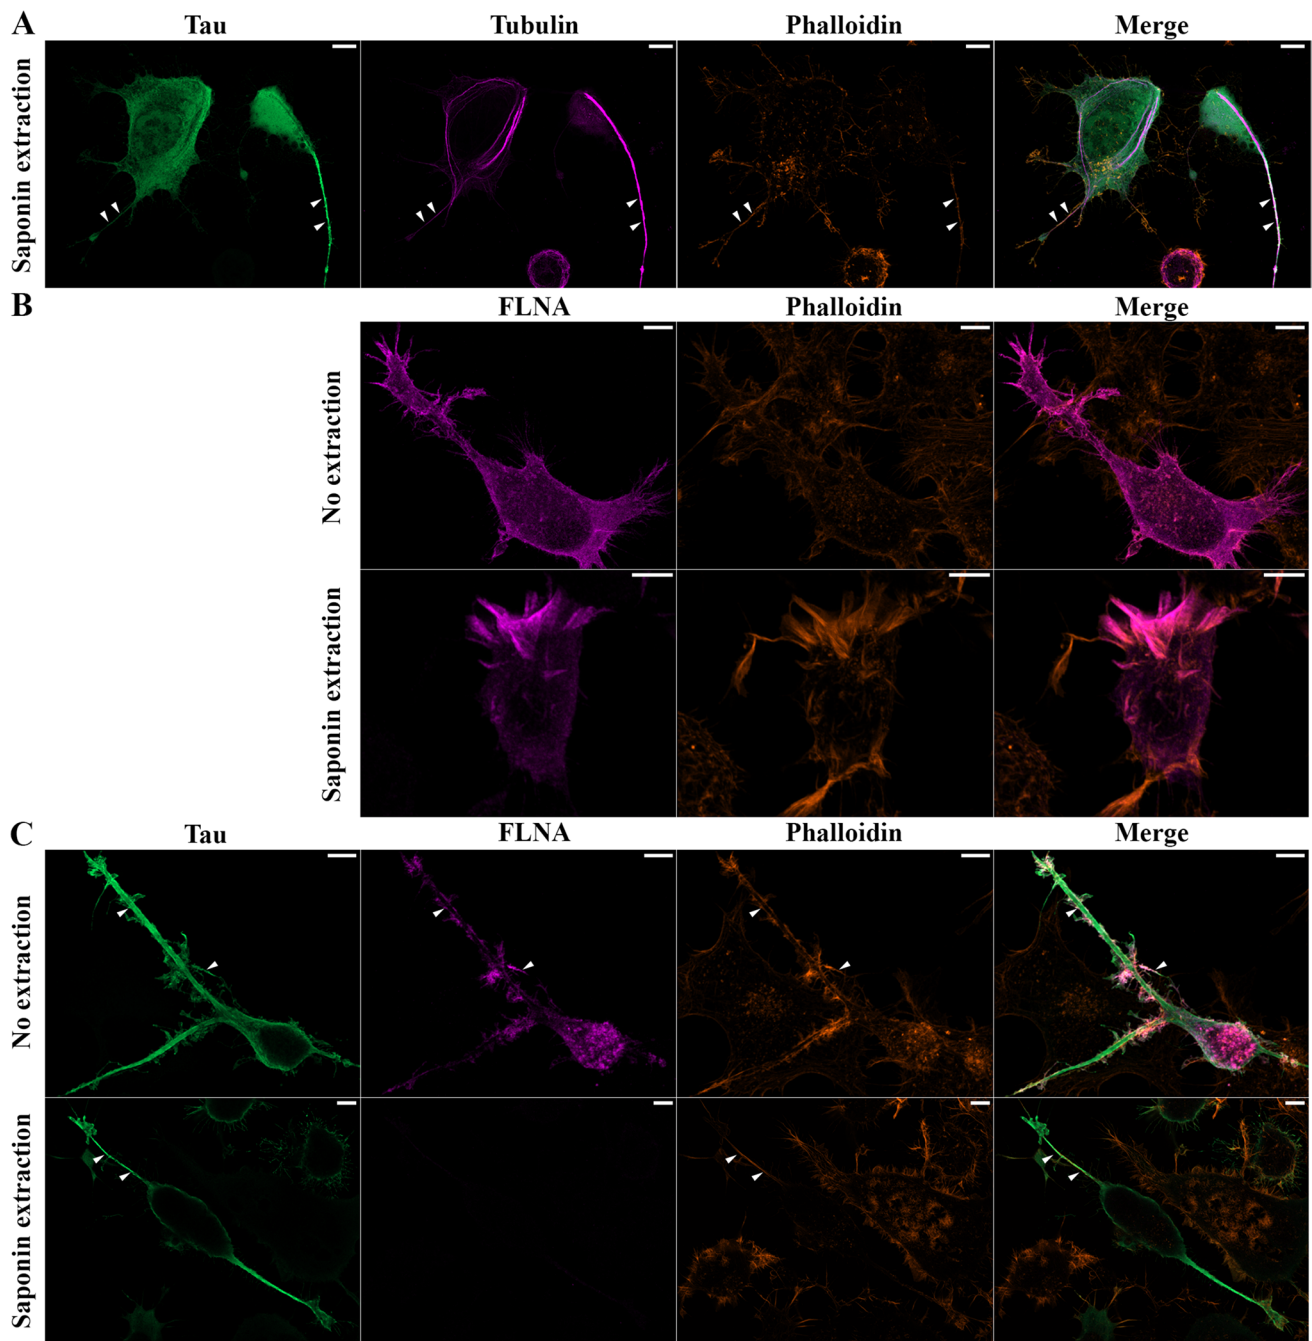 A
Tau Tubulin Phalloidin Merge
Saponin extraction
B
FLNA Phalloidin Merge
No extraction
Saponin extraction
C
Tau FLNA Phalloidin Merge
No extraction
Saponin extraction